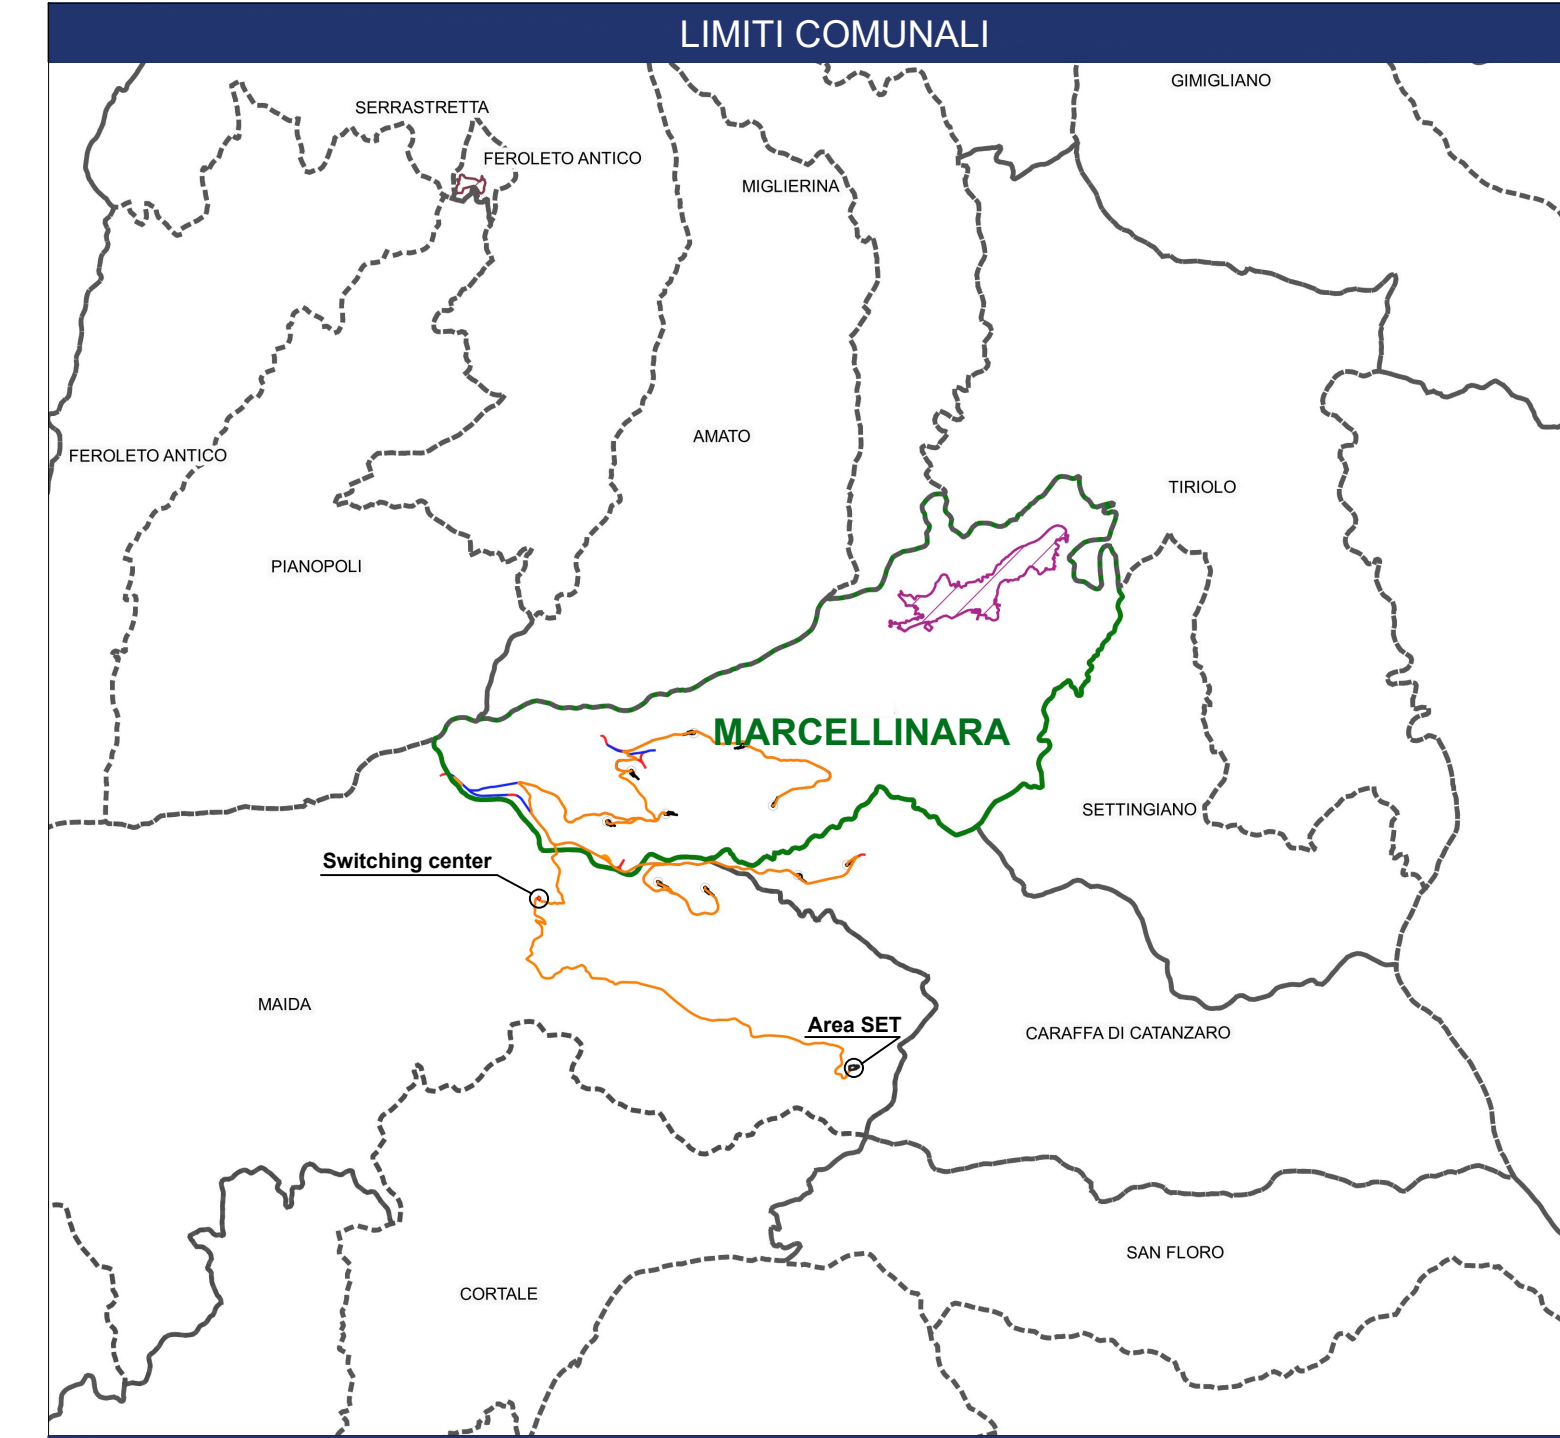 LIMITI COMUNALI
GIMIGLIANO
SERRASTRETTA
FEROLETO ANTICO
MIGLIERINA
AMATO
FEROLETO ANTICO
TIRIOLO
PIANOPOLI
MARCELLINARA
SETTINGIANO
Switching center
MAIDA
Area SET
CARAFFA DI CATANZARO
SAN FLORO
CORTALE